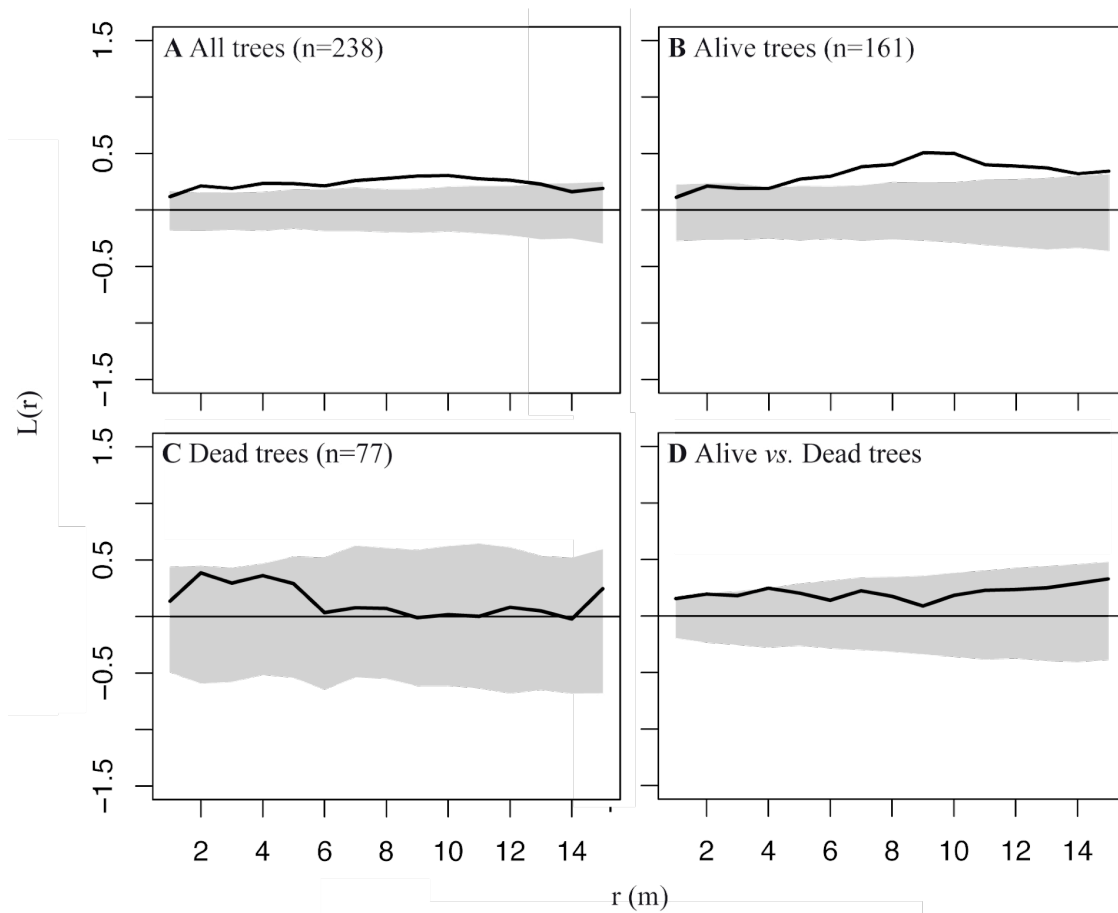 A All trees (n=238)
B Alive trees (n=161)
1.5
0.5
−0.5
−1.5
C Dead trees (n=77)
D Alive vs. Dead trees
1.5
0.5
−0.5
−1.5
L(r)
2 4 6 8 10 12 14
2 4 6 8 10 12 14
r (m)